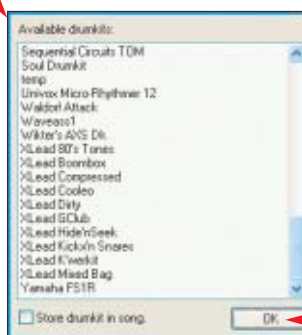 Available drumkits:
Sequential Circuits TOM
Soul Drumkit
temp
Univox Micro-Rhythmer 12
Waldorf Attack
Waveass1
Wikter's AXS Dk
XLead 80's Tones
XLead Boombox
XLead Compressed
XLead Cooleo
XLead Dirty
XLead GClub
XLead Hide'nSeek
XLead Kickx'n Snares
XLead K'werkit
XLead Mixed Bag
Yamaha FS1R
Store drumkit in song.
OK